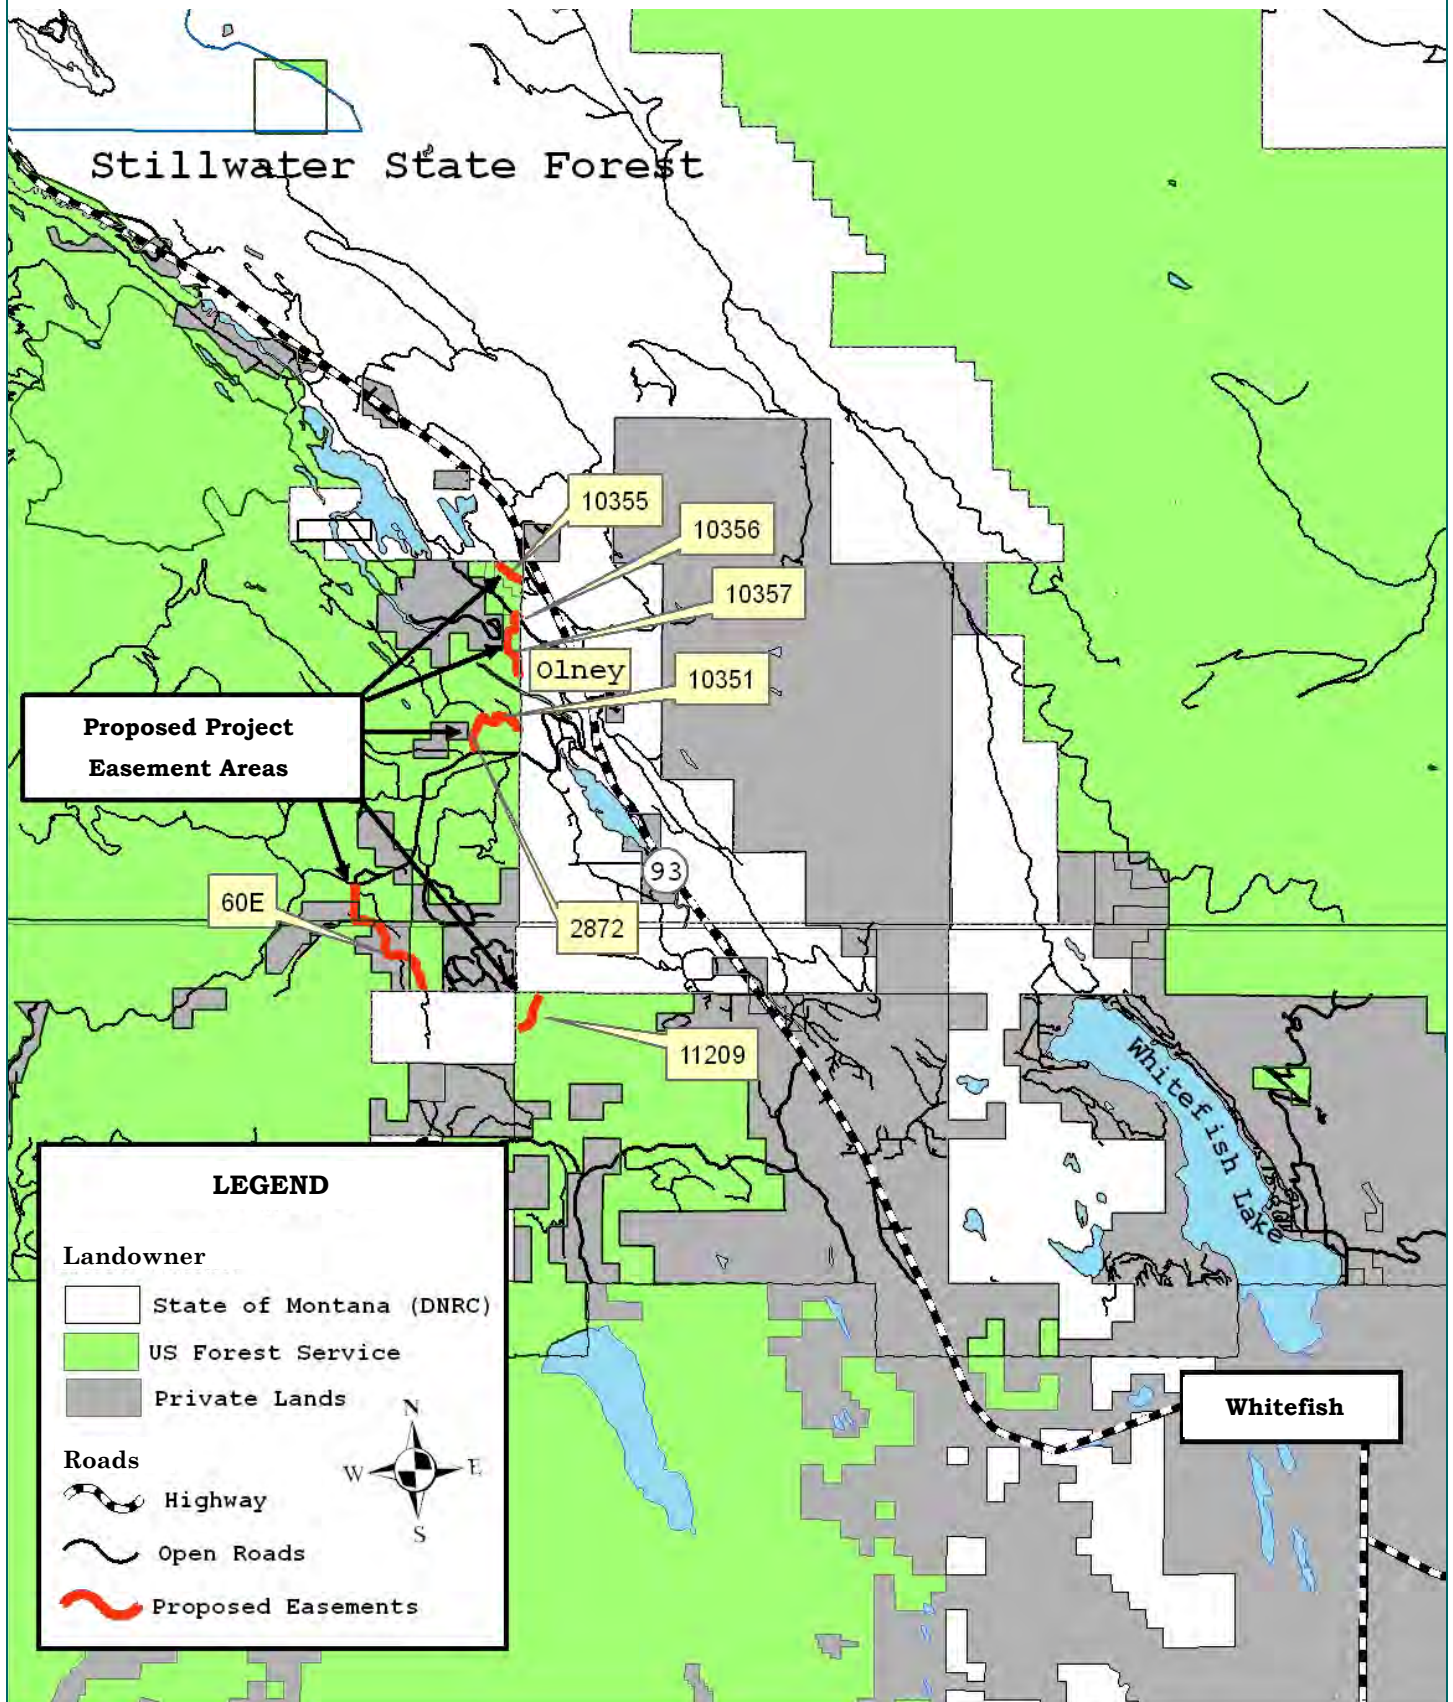 Stillwater State Forest
10355
10356
10357
Olney
10351
Proposed Project
Easement Areas
93
60E
2872
11209
Whitefish Lake
LEGEND
Landowner
State of Montana (DNRC)
US Forest Service
Private Lands
N
W
E
S
Roads
Highway
Open Roads
Proposed Easements
Whitefish